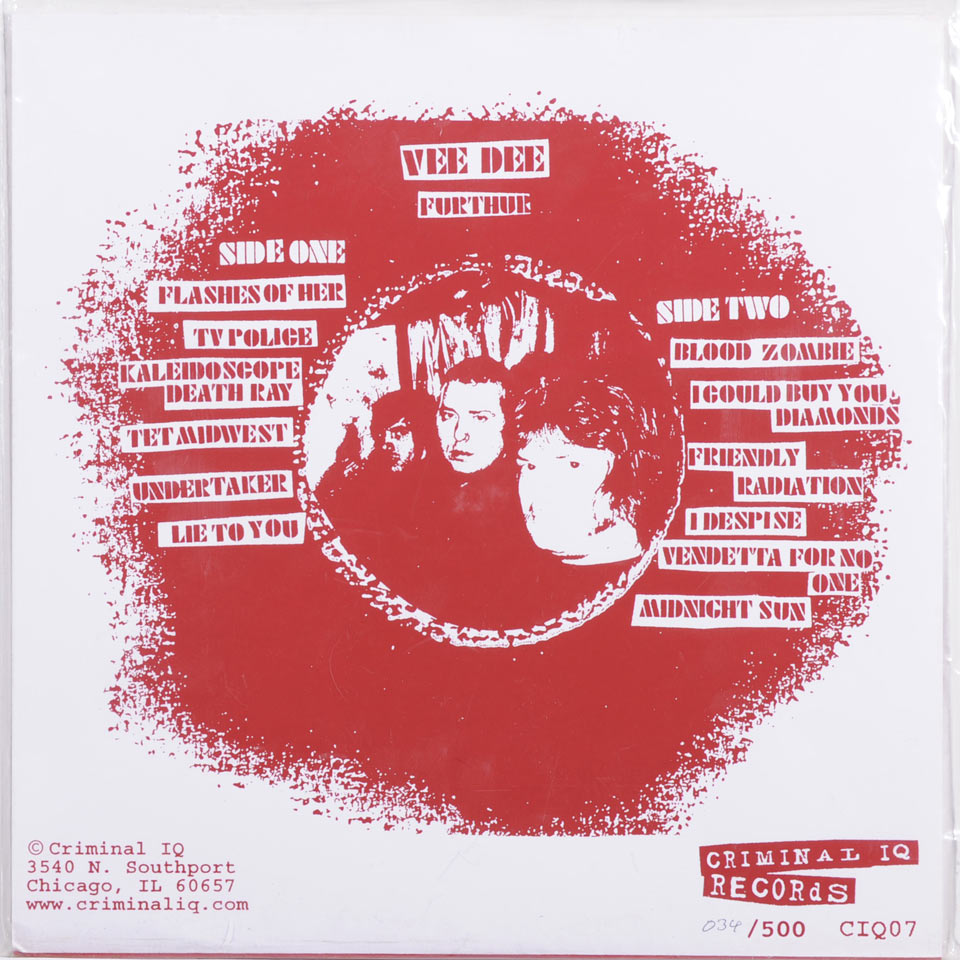 VEE DEE
FURTHUR
SIDE ONE
FLASHES OF HER
TV POLICE
KALEIDOSCOPE
DEATH RAY
TET MIDWEST
UNDERTAKER
LIE TO YOU
SIDE TWO
BLOOD ZOMBIE
I COULD BUY YOU
DIAMONDS
FRIENDLY
RADIATION
I DESPISE
VENDETTA FOR NO
ONE
MIDNIGHT SUN
© Criminal IQ
3540 N. Southport
Chicago, IL 60657
www.criminaliq.com
CRIMINAL IQ
RECORdS
034/500 CIQ07